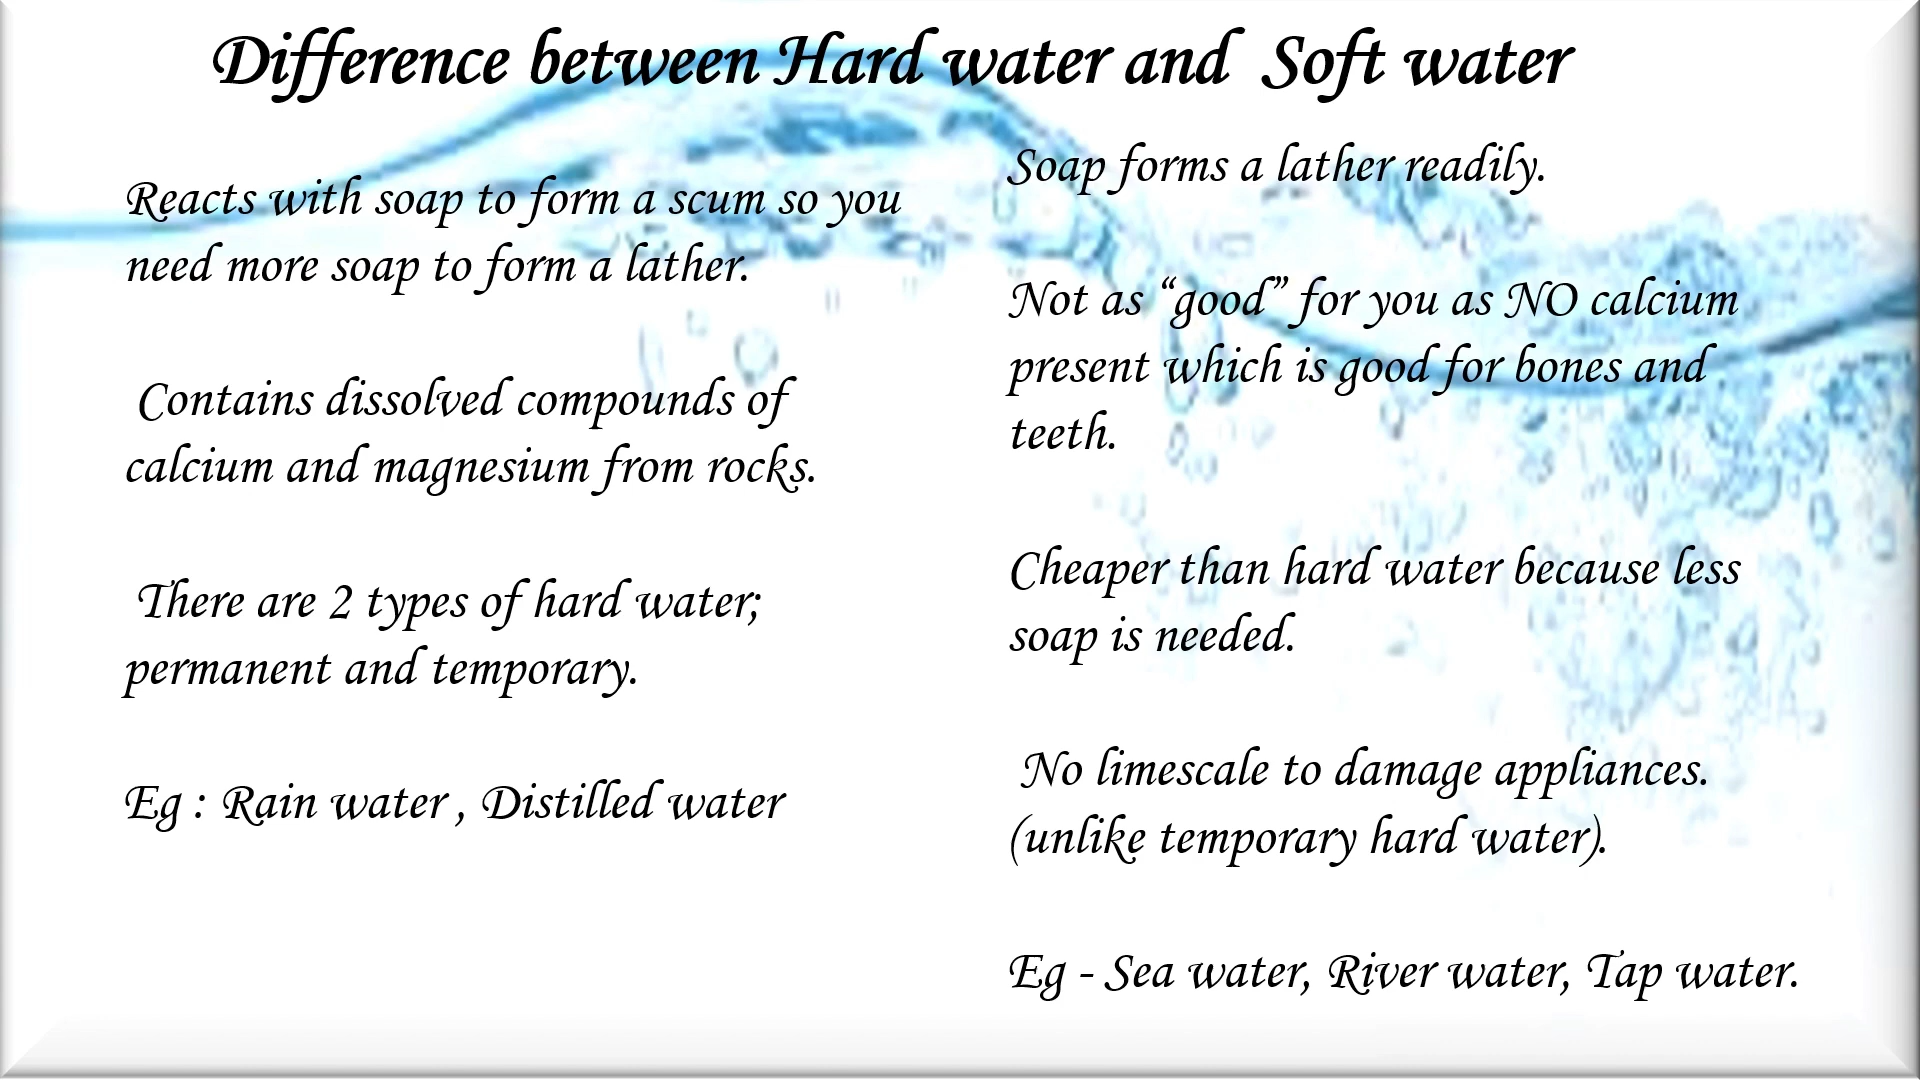 Difference between Hard water and Soft water
Reacts with soap to form a scum so you
need more soap to form a lather.
Contains dissolved compounds of
calcium and magnesium from rocks.
There are 2 types of hard water;
permanent and temporary.
Eg : Rain water , Distilled water
Soap forms a lather readily.
Not as “good” for you as NO calcium
present which is good for bones and
teeth.
Cheaper than hard water because less
soap is needed.
No limescale to damage appliances.
(unlike temporary hard water).
Eg - Sea water, River water, Tap water.